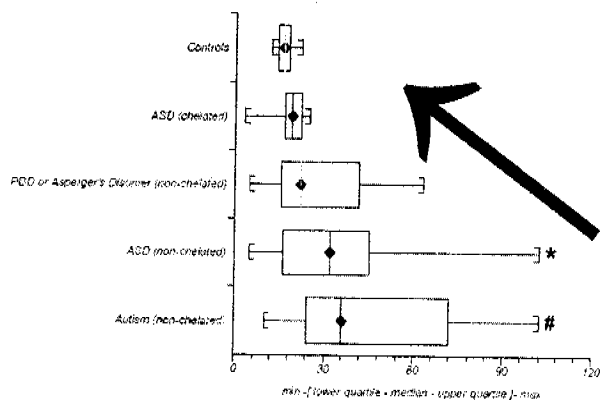 Controls
ASD (chelated)
PDD or Asperger's Disorder (non-chelated)
ASD (non-chelated)
*
Autism (non-chelated)
#
0 30 60 90 120
min -[ lower quartile - median - upper quartile ]- max